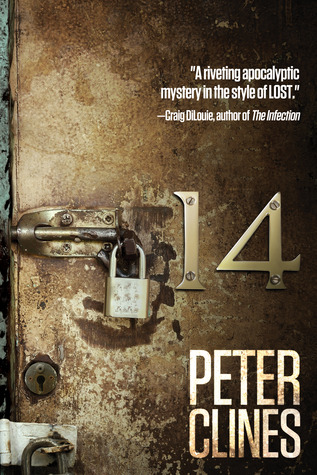 "A riveting apocalyptic
mystery in the style of LOST."
—Craig DiLouie, author of The Infection
14
PETER
CLINES